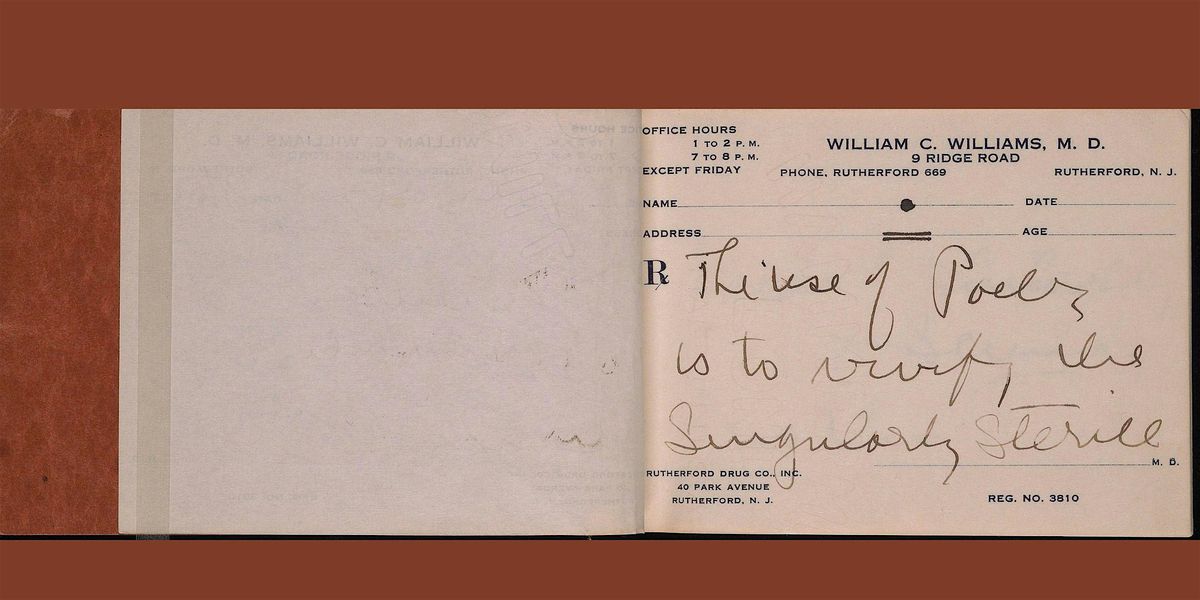 OFFICE HOURS
1 TO 2 P. M.
7 TO 8 P. M.
EXCEPT FRIDAY
WILLIAM C. WILLIAMS, M. D.
9 RIDGE ROAD
PHONE, RUTHERFORD 669
RUTHERFORD, N. J.
NAME
DATE
ADDRESS
AGE
℞ The use of Poetry
is to vivify the
Singularly Sterile
M. D.
RUTHERFORD DRUG CO., INC.
40 PARK AVENUE
RUTHERFORD, N. J.
REG. NO. 3810